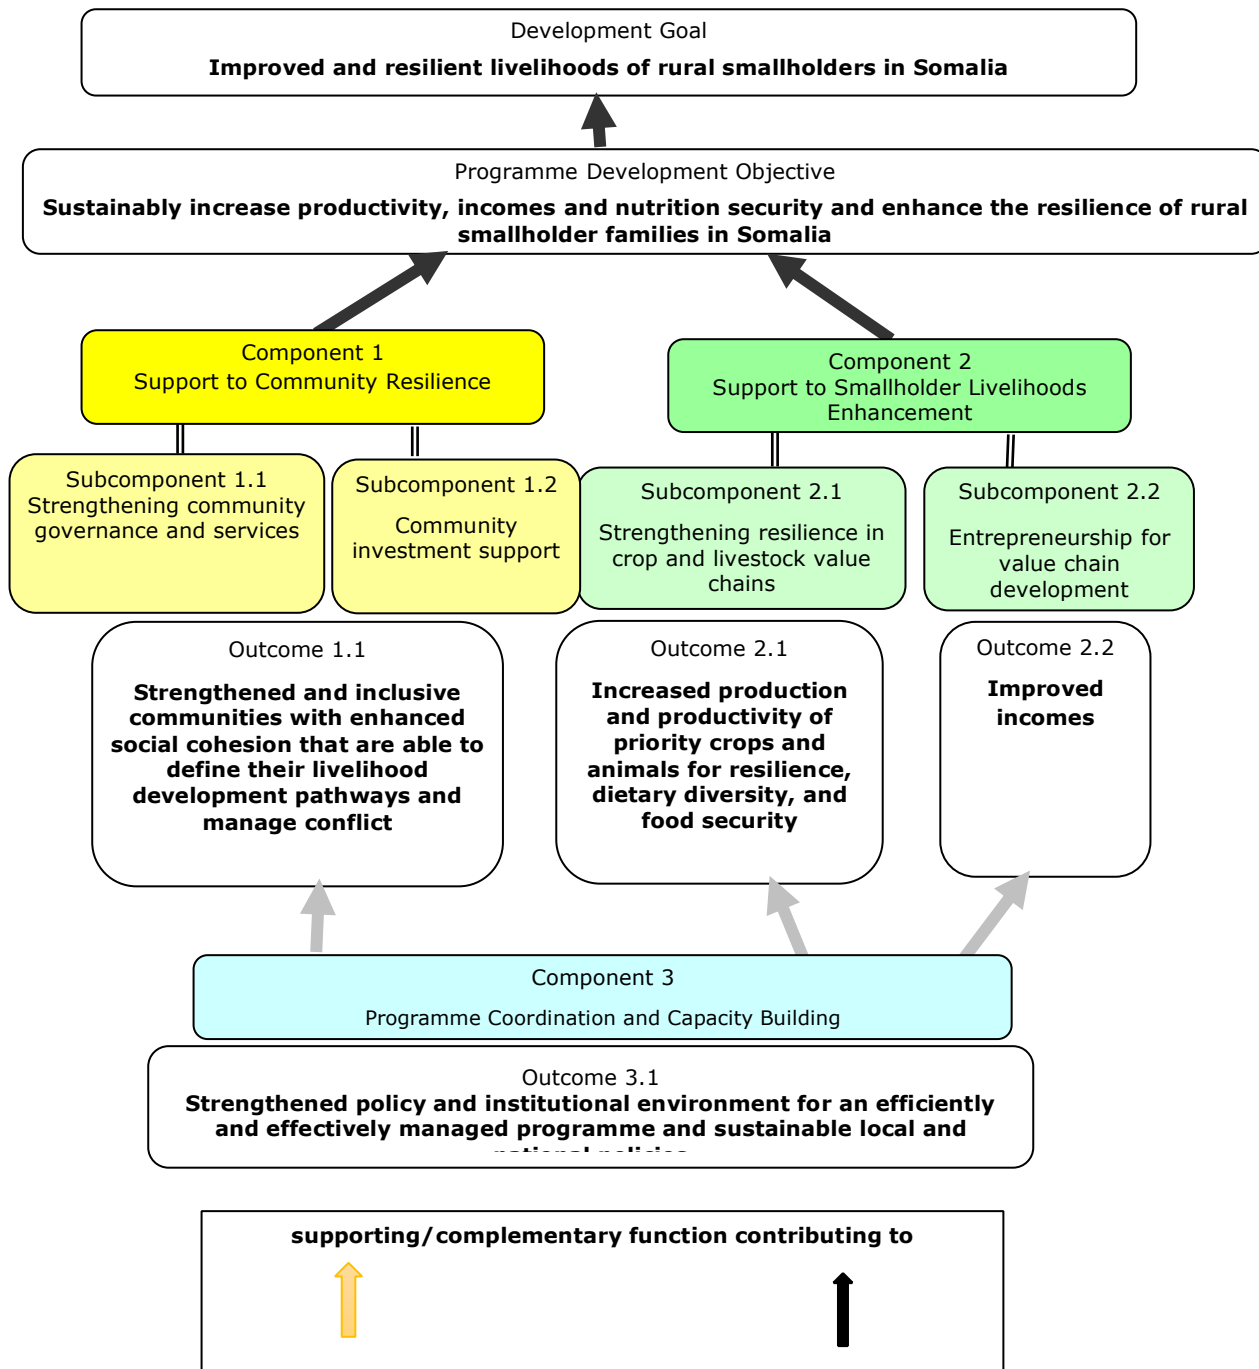 Development Goal
Improved and resilient livelihoods of rural smallholders in Somalia
Programme Development Objective
Sustainably increase productivity, incomes and nutrition security and enhance the resilience of rural
smallholder families in Somalia
Component 1
Support to Community Resilience
Component 2
Support to Smallholder Livelihoods
Enhancement
Subcomponent 1.1
Strengthening community
governance and services
Subcomponent 1.2
Community
investment support
Subcomponent 2.1
Strengthening resilience in
crop and livestock value
chains
Subcomponent 2.2
Entrepreneurship for
value chain
development
Outcome 1.1
Strengthened and inclusive
communities with enhanced
social cohesion that are able to
define their livelihood
development pathways and
manage conflict
Outcome 2.1
Increased production
and productivity of
priority crops and
animals for resilience,
dietary diversity, and
food security
Outcome 2.2
Improved
incomes
Component 3
Programme Coordination and Capacity Building
Outcome 3.1
Strengthened policy and institutional environment for an efficiently
and effectively managed programme and sustainable local and
national policies
supporting/complementary function contributing to